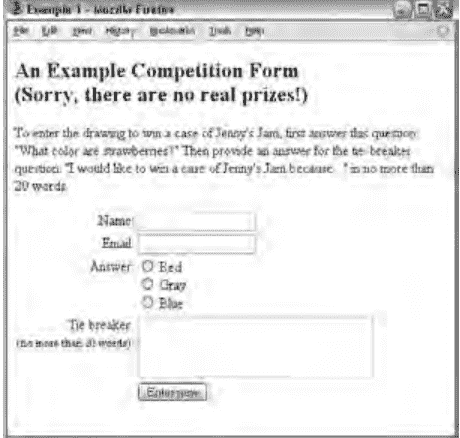 Example 1 - Mozilla Firefox
File Edit View History Bookmarks Tools Help
An Example Competition Form
(Sorry, there are no real prizes!)
To enter the drawing to win a case of Jenny's Jam, first answer this question:
"What color are strawberries?" Then provide an answer for the tie-breaker
question: "I would like to win a case of Jenny's Jam because..." in no more than
20 words.
Name
Email
Answer Red
Gray
Blue
Tie breaker
(no more than 20 words)
Enter now